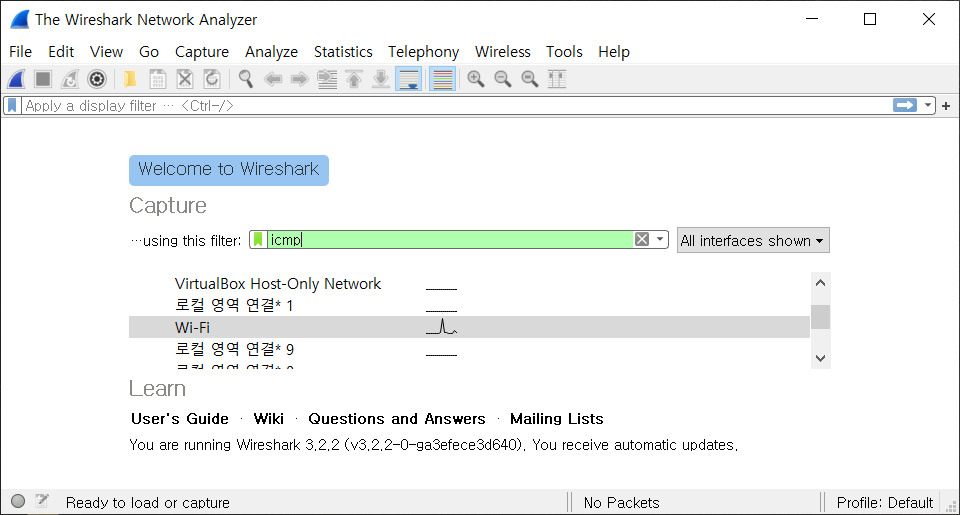 The Wireshark Network Analyzer
File Edit View Go Capture Analyze Statistics Telephony Wireless Tools Help
Apply a display filter … <Ctrl-/>
Welcome to Wireshark
Capture
…using this filter: icmp All interfaces shown
VirtualBox Host-Only Network
로컬 영역 연결* 1
Wi-Fi
로컬 영역 연결* 9
Learn
User's Guide · Wiki · Questions and Answers · Mailing Lists
You are running Wireshark 3.2.2 (v3.2.2-0-ga3efece3d640). You receive automatic updates.
Ready to load or capture No Packets Profile: Default